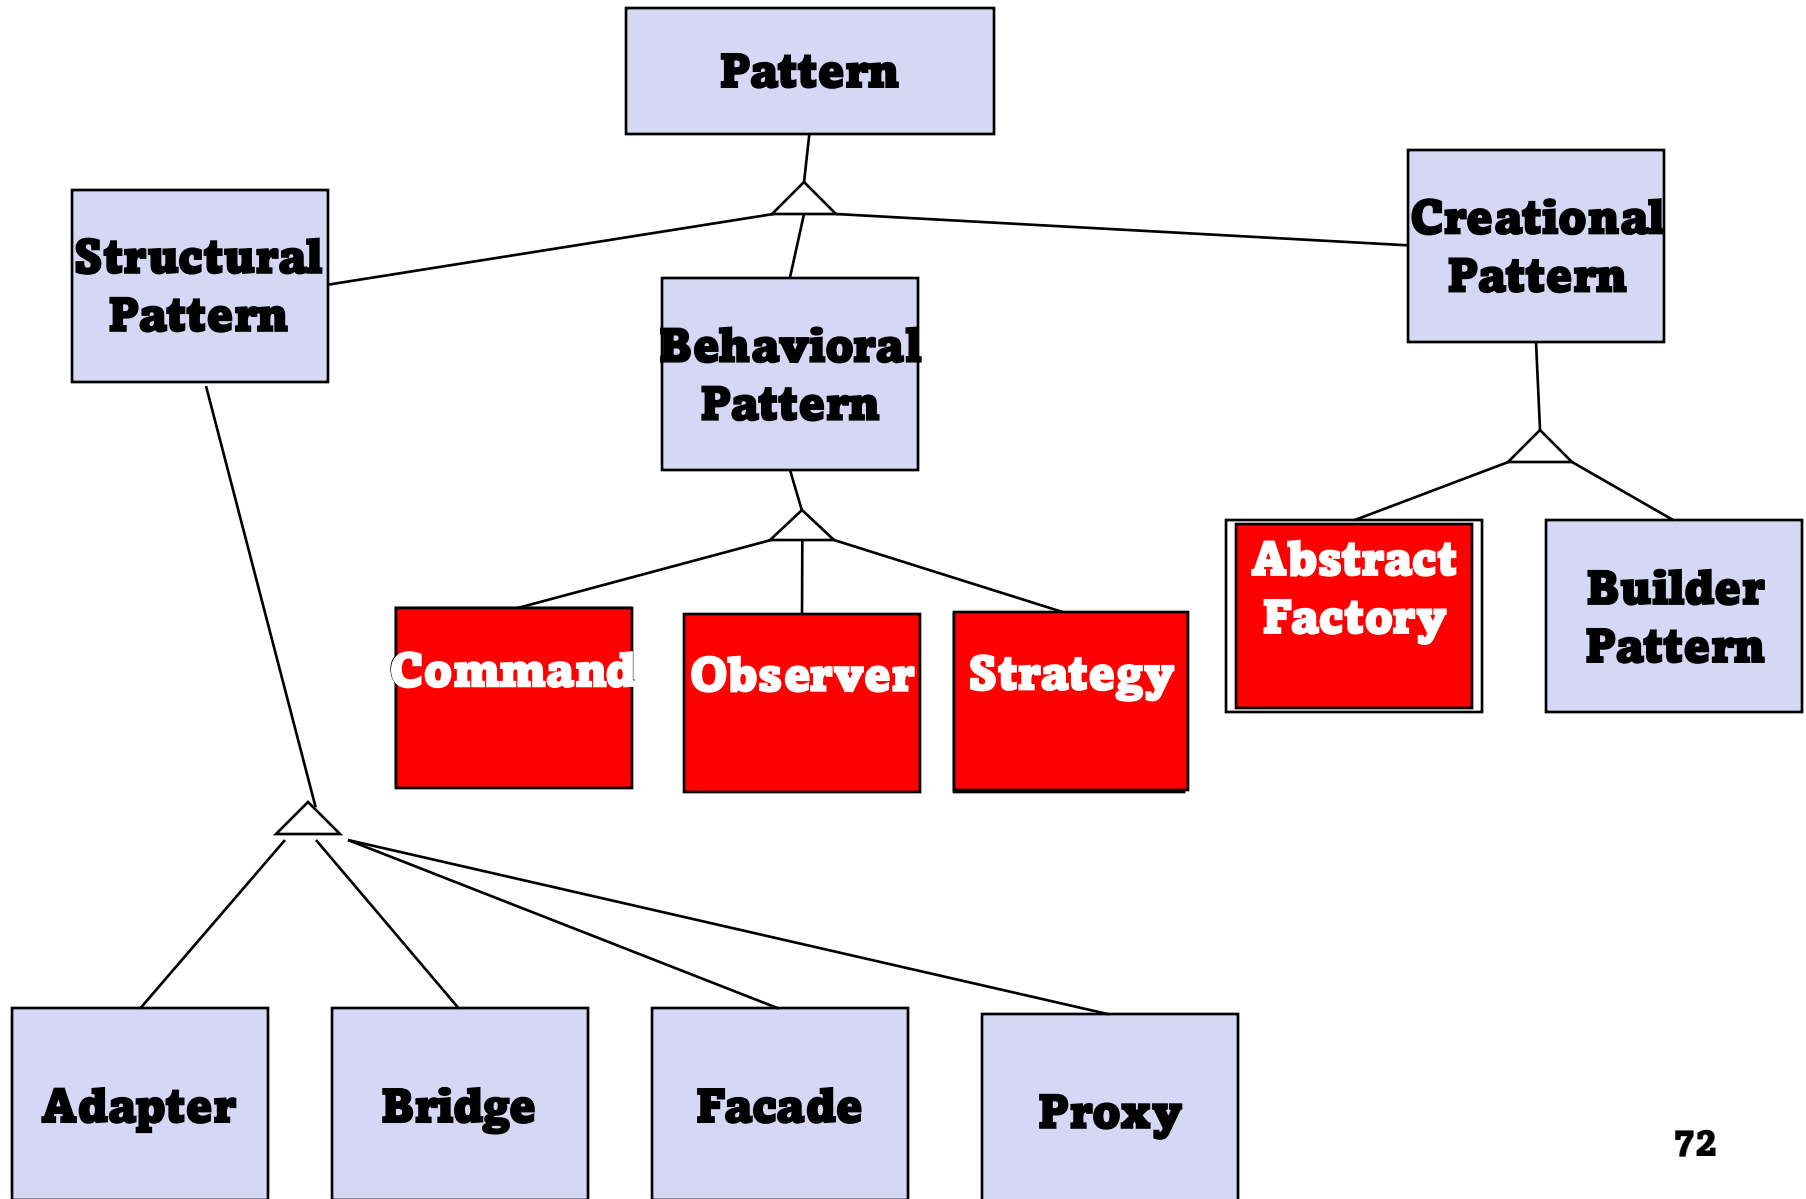 Pattern
Structural
Pattern
Behavioral
Pattern
Creational
Pattern
Command
Observer
Strategy
Abstract
Factory
Builder
Pattern
Adapter
Bridge
Facade
Proxy
72